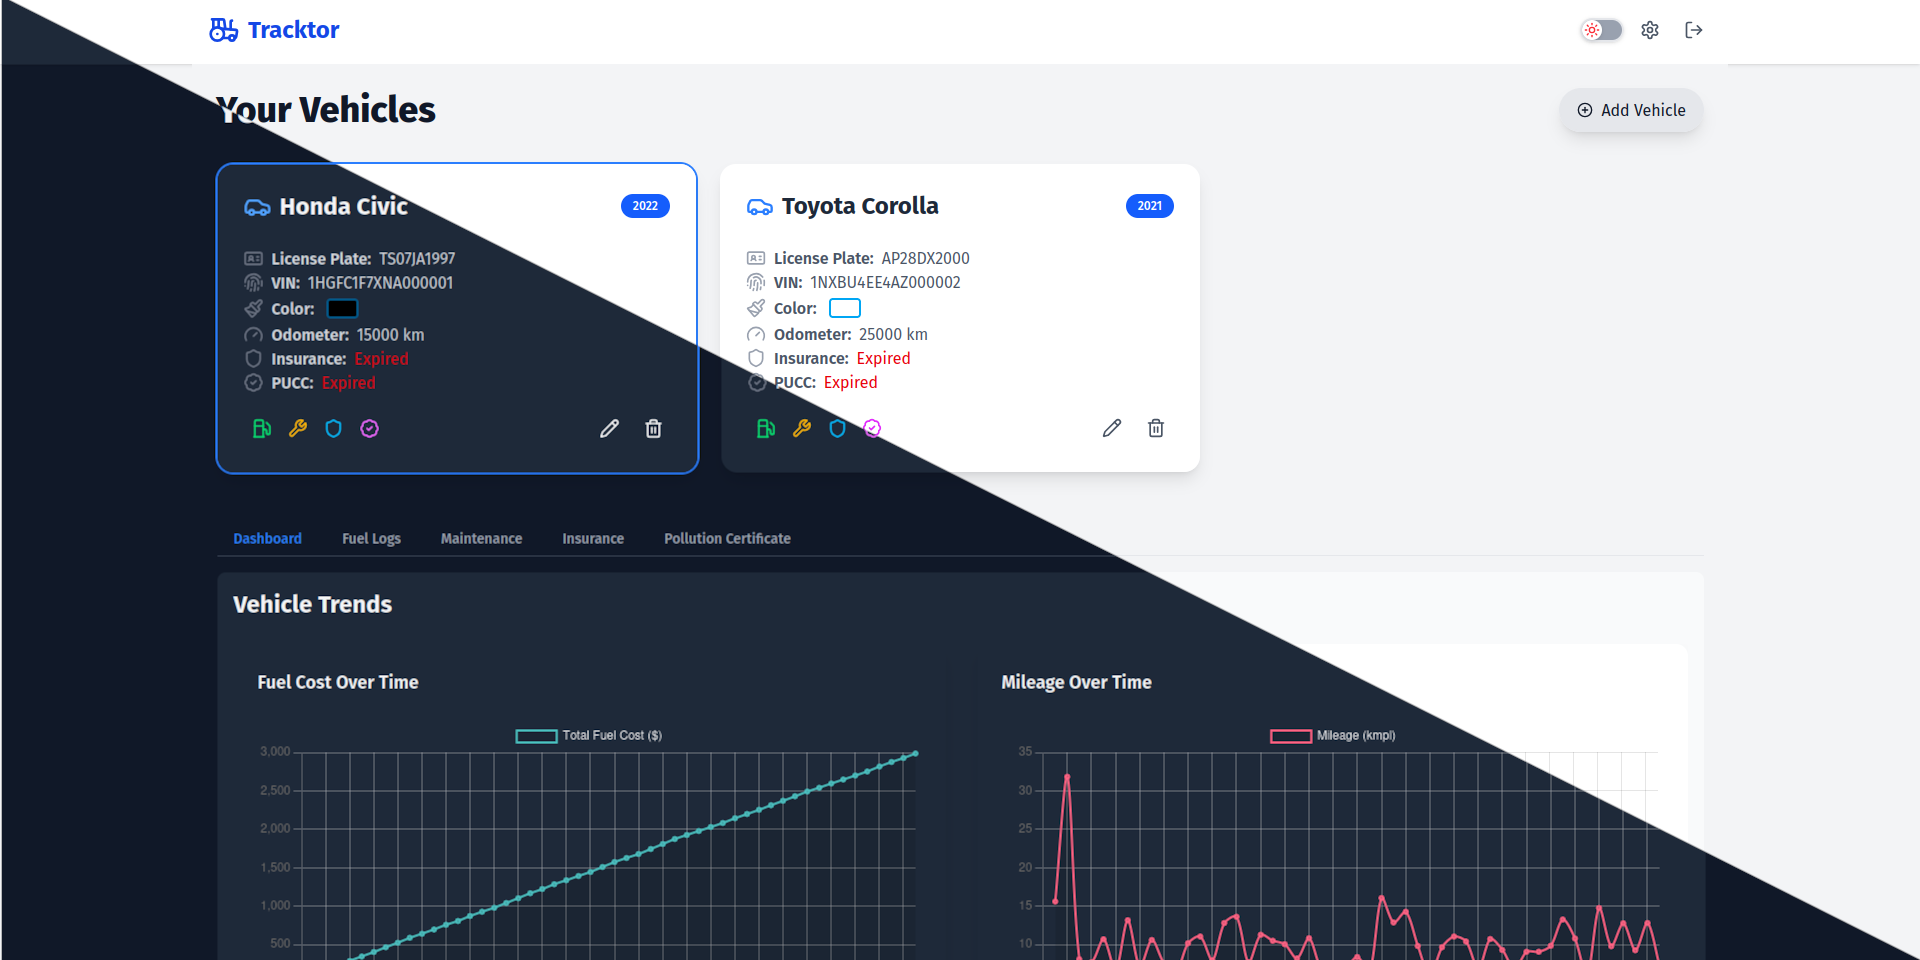 Tracktor
Your Vehicles
Add Vehicle
Honda Civic
2022
License Plate: TS07JA1997
VIN: 1HGFC1F7XNA000001
Color:
Odometer: 15000 km
Insurance: Expired
PUCC: Expired
Toyota Corolla
2021
License Plate: AP28DX2000
VIN: 1NXBU4EE4AZ000002
Color:
Odometer: 25000 km
Insurance: Expired
PUCC: Expired
Dashboard Fuel Logs Maintenance Insurance Pollution Certificate
Vehicle Trends
Fuel Cost Over Time
Total Fuel Cost ($)
3,000
2,500
2,000
1,500
1,000
500
Mileage Over Time
Mileage (kmpl)
35
30
25
20
15
10